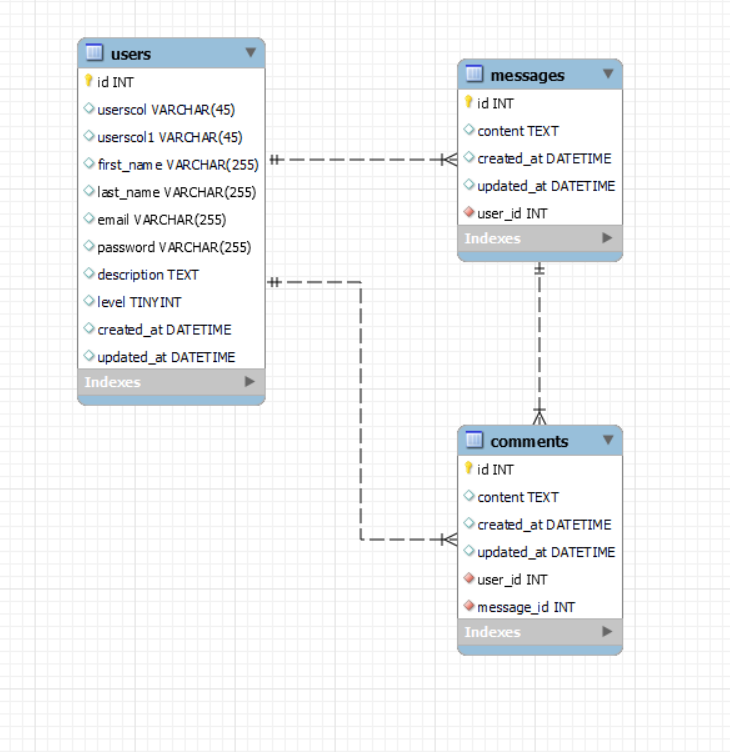 users
id INT
userscol VARCHAR(45)
userscol1 VARCHAR(45)
first_name VARCHAR(255)
last_name VARCHAR(255)
email VARCHAR(255)
password VARCHAR(255)
description TEXT
level TINYINT
created_at DATETIME
updated_at DATETIME
Indexes
messages
id INT
content TEXT
created_at DATETIME
updated_at DATETIME
user_id INT
Indexes
comments
id INT
content TEXT
created_at DATETIME
updated_at DATETIME
user_id INT
message_id INT
Indexes